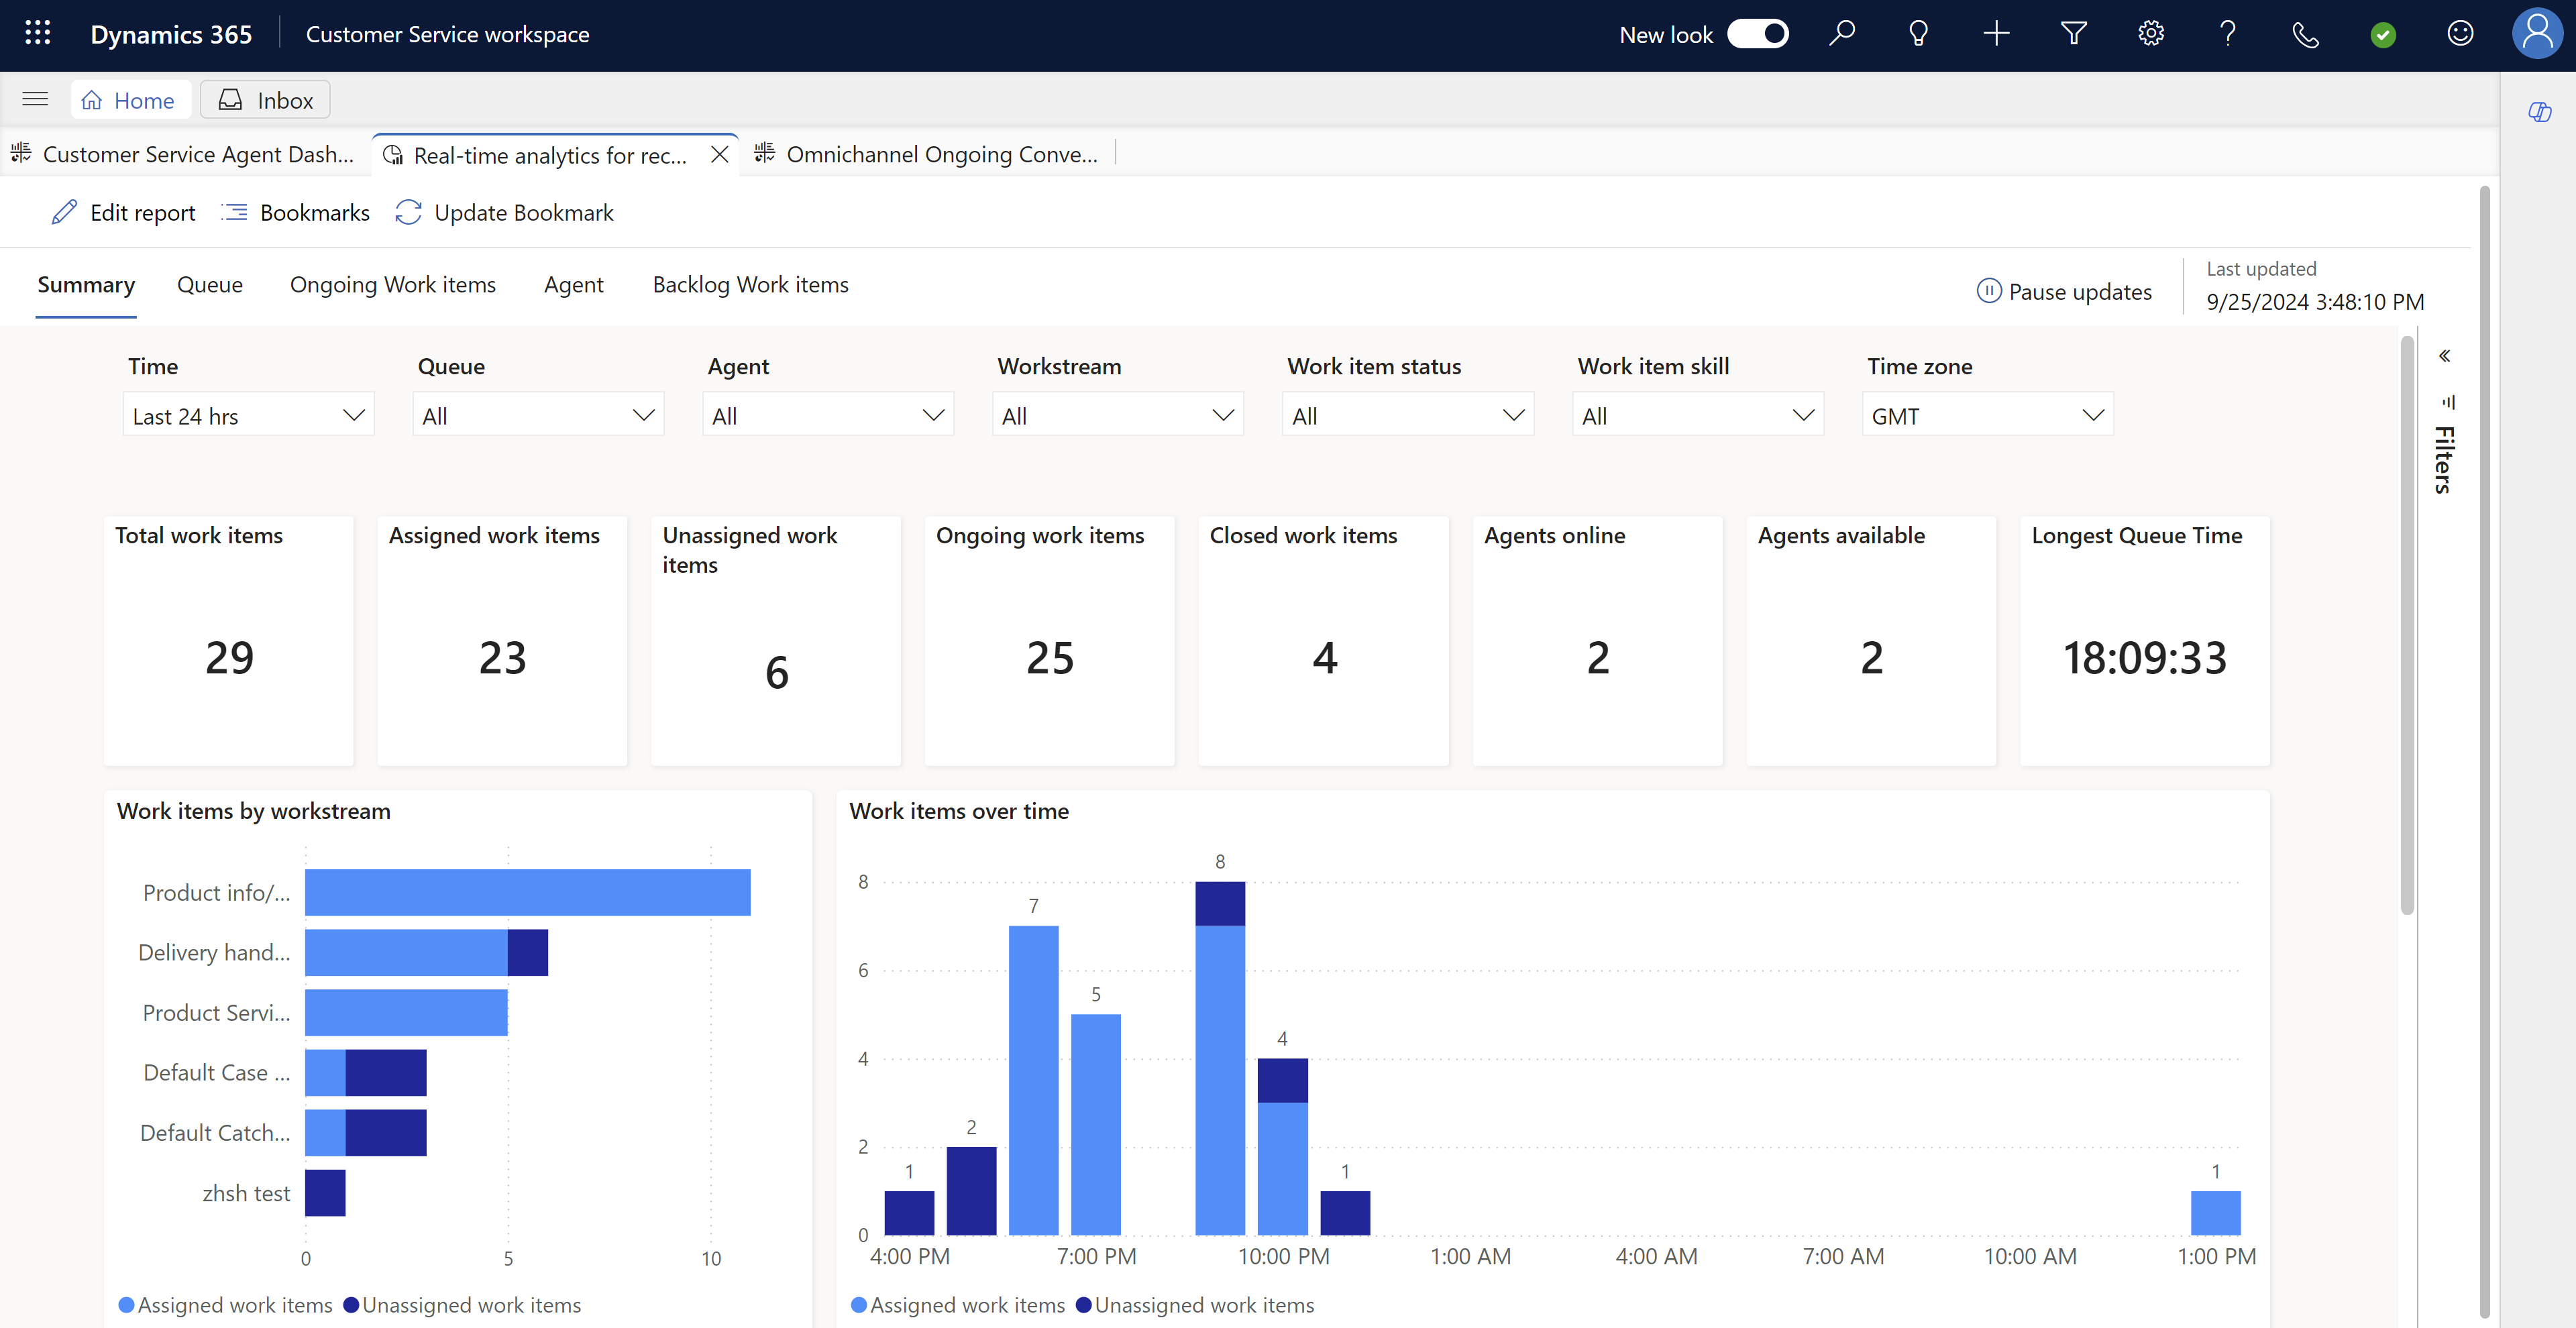 Dynamics 365
Customer Service workspace
New look
Home
Inbox
Customer Service Agent Dash...
Real-time analytics for rec...
Omnichannel Ongoing Conve...
Edit report
Bookmarks
Update Bookmark
Summary
Queue
Ongoing Work items
Agent
Backlog Work items
Pause updates
Last updated
9/25/2024 3:48:10 PM
Time
Queue
Agent
Workstream
Work item status
Work item skill
Time zone
Last 24 hrs
All
All
All
All
All
GMT
Filters
Total work items
29
Assigned work items
23
Unassigned work
items
6
Ongoing work items
25
Closed work items
4
Agents online
2
Agents available
2
Longest Queue Time
18:09:33
Work items by workstream
Product info/...
Delivery hand...
Product Servi...
Default Case ...
Default Catch...
zhsh test
0 5 10
Assigned work items Unassigned work items
Work items over time
8
6
4
2
0
1
2
7
5
8
4
1
1
4:00 PM 7:00 PM 10:00 PM 1:00 AM 4:00 AM 7:00 AM 10:00 AM 1:00 PM
Assigned work items Unassigned work items